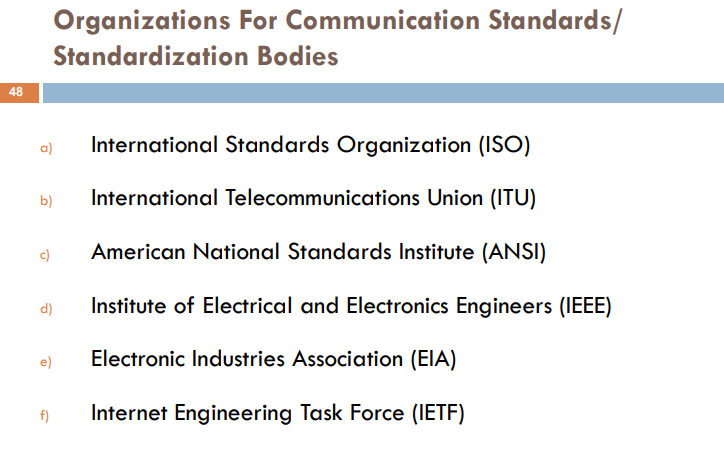 Organizations For Communication Standards/
Standardization Bodies
48
a) International Standards Organization (ISO)
b) International Telecommunications Union (ITU)
c) American National Standards Institute (ANSI)
d) Institute of Electrical and Electronics Engineers (IEEE)
e) Electronic Industries Association (EIA)
f) Internet Engineering Task Force (IETF)